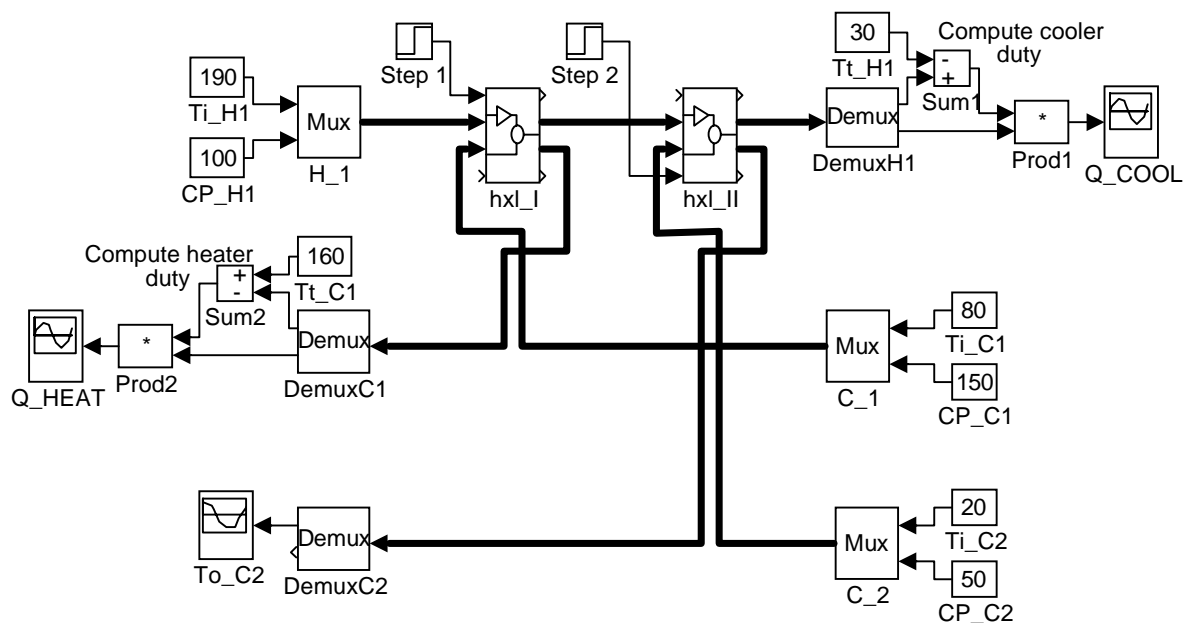 Step 1
Step 2
30
Tt_H1
Compute cooler
duty
-
+
Sum1
190
Ti_H1
Mux
H_1
100
CP_H1
hxl_I
hxl_II
Demux
DemuxH1
*
Prod1
Q_COOL
Compute heater
duty
+
-
Sum2
160
Tt_C1
Q_HEAT
*
Prod2
Demux
DemuxC1
Mux
C_1
80
Ti_C1
150
CP_C1
To_C2
Demux
DemuxC2
Mux
C_2
20
Ti_C2
50
CP_C2